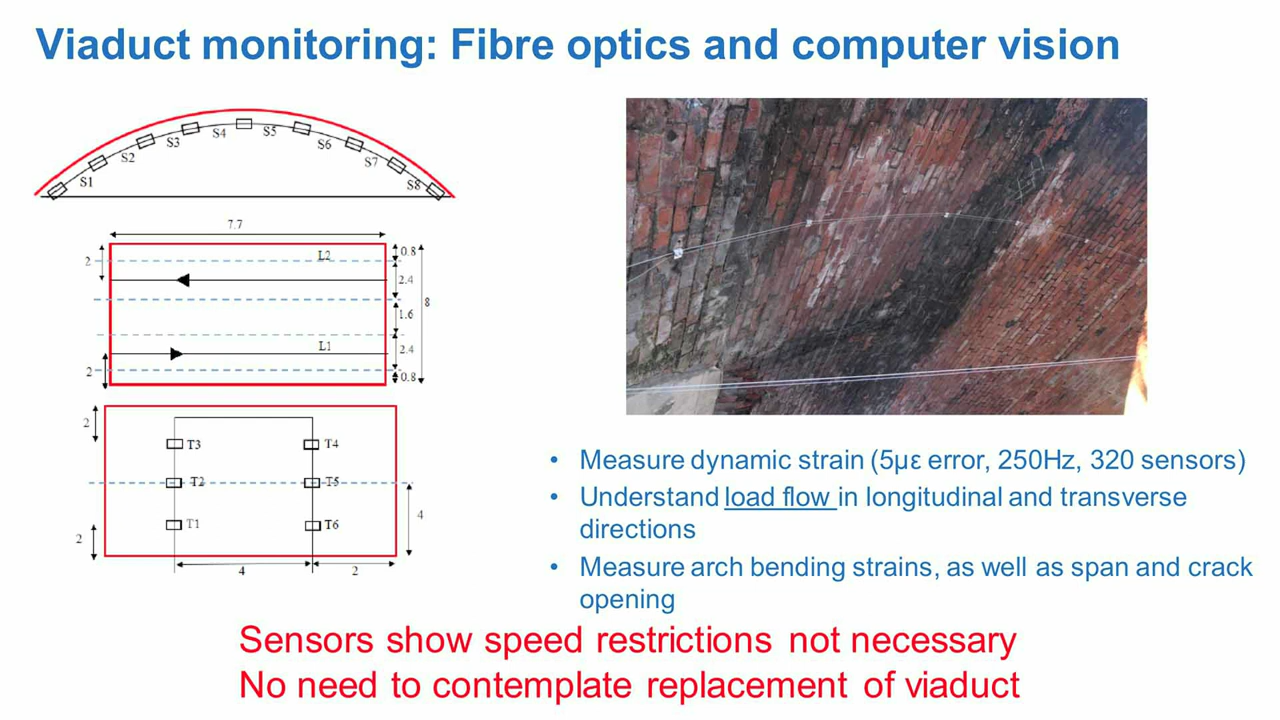 Viaduct monitoring: Fibre optics and computer vision
S1
S2
S3
S4
S5
S6
S7
S8
7.7
2
L2
0.8
2.4
8
1.6
L1
2.4
2
0.8
2
T3
T4
T2
T5
4
T1
T6
2
4
2
• Measure dynamic strain (5µε error, 250Hz, 320 sensors)
• Understand load flow in longitudinal and transverse
directions
• Measure arch bending strains, as well as span and crack
opening
Sensors show speed restrictions not necessary
No need to contemplate replacement of viaduct